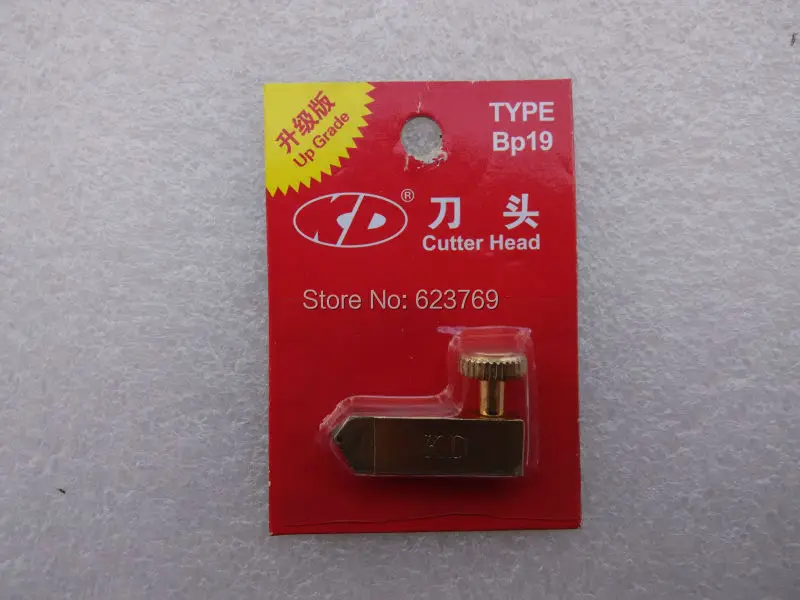 升级版
Up Grade
TYPE
Bp19
KD®
刀 头
Cutter Head
Store No: 623769
KD